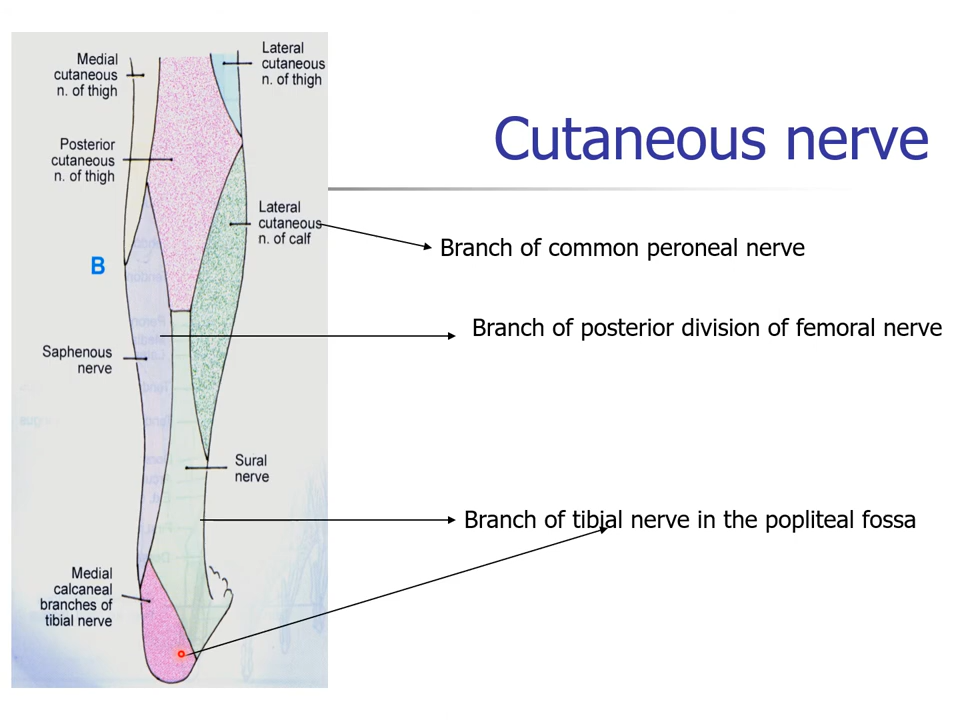 Medial
cutaneous
n. of thigh
Lateral
cutaneous
n. of thigh
Cutaneous nerve
Posterior
cutaneous
n. of thigh
Lateral
cutaneous
n. of calf
Branch of common peroneal nerve
B
Branch of posterior division of femoral nerve
Saphenous
nerve
Sural
nerve
Branch of tibial nerve in the popliteal fossa
Medial
calcaneal
branches of
tibial nerve